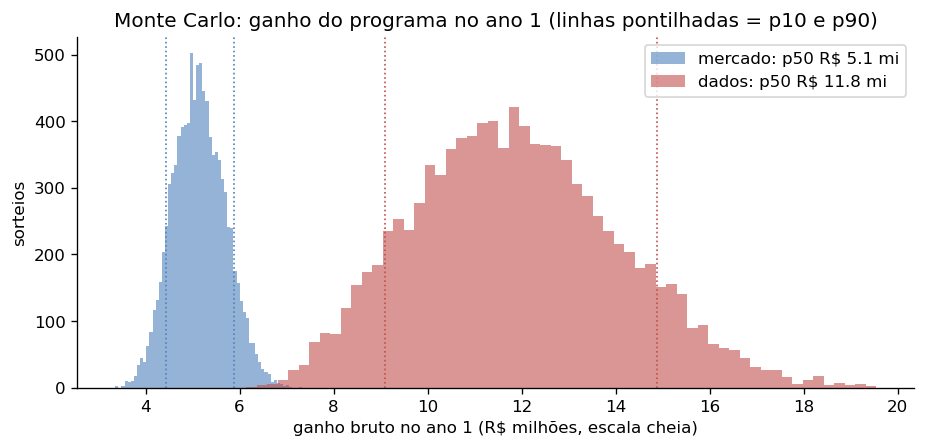 Monte Carlo: ganho do programa no ano 1 (linhas pontilhadas = p10 e p90)
mercado: p50 R$ 5.1 mi
dados: p50 R$ 11.8 mi
sorteios
500
400
300
200
100
0
4 6 8 10 12 14 16 18 20
ganho bruto no ano 1 (R$ milhões, escala cheia)